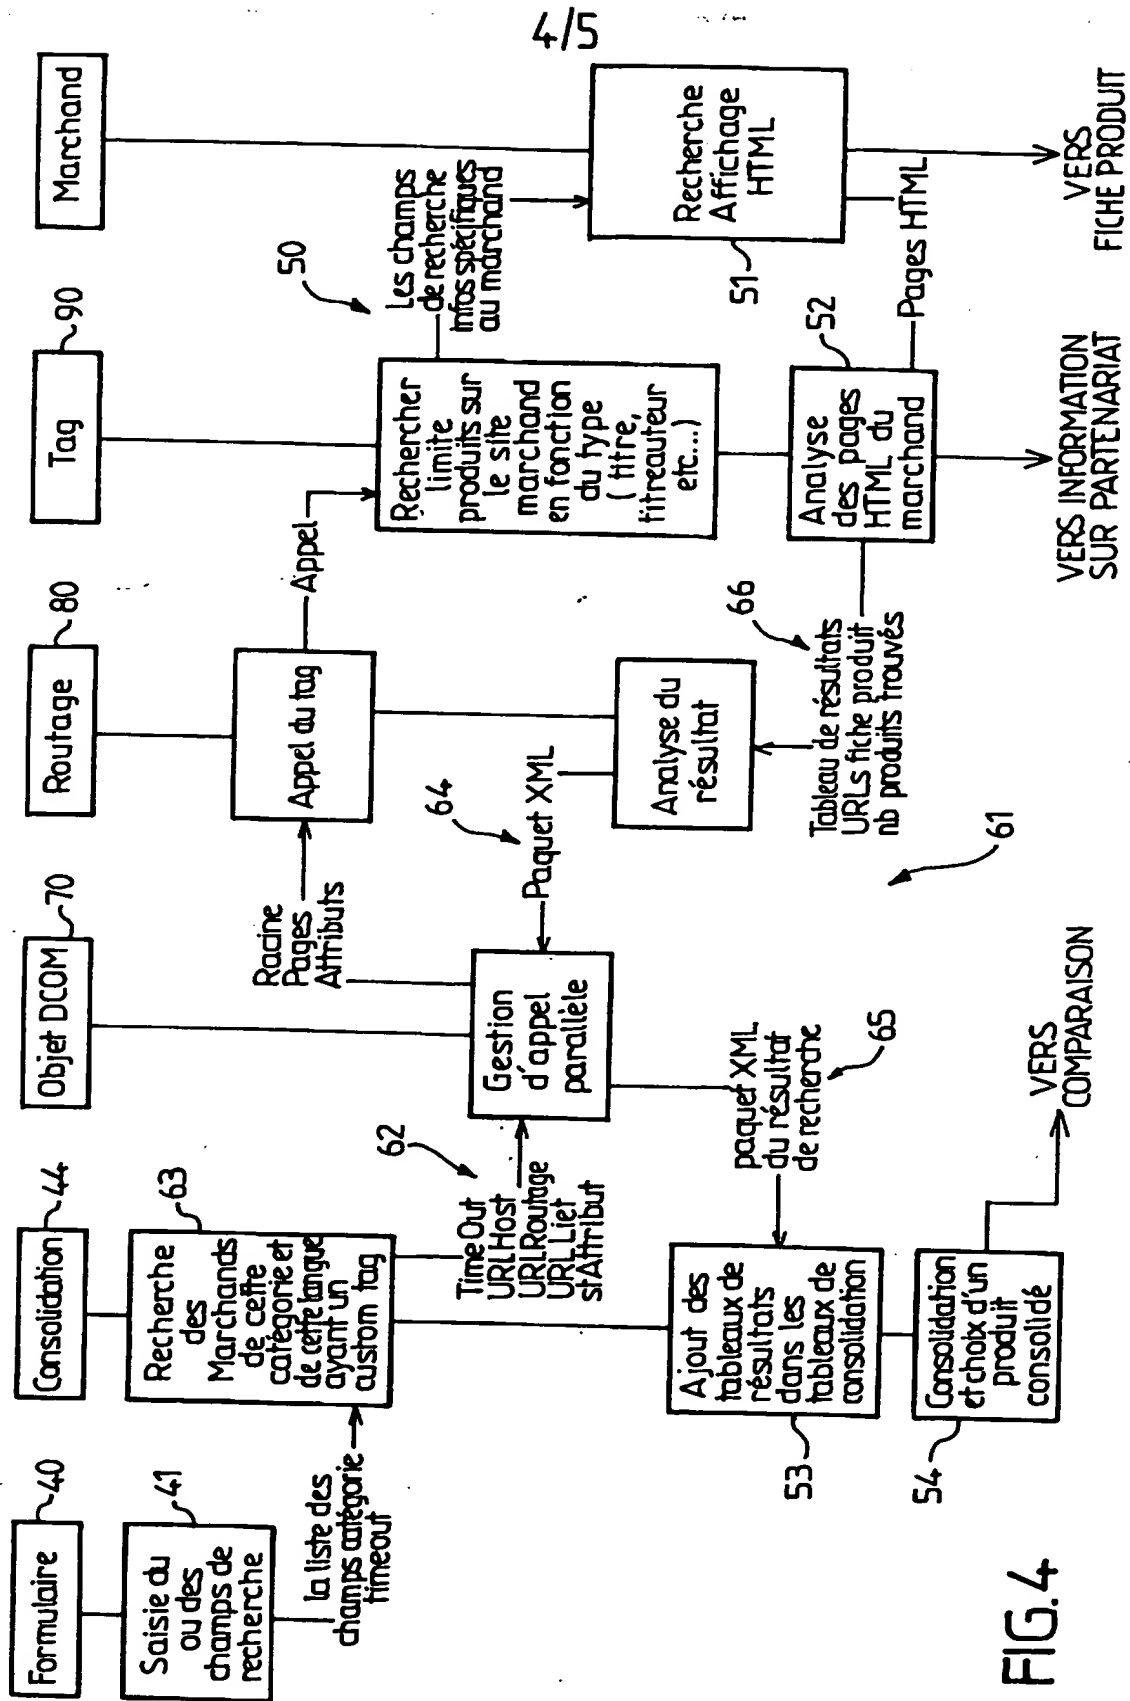 4/5
Formulaire
40
Saisie du
ou des
champs de
recherche
41
la liste des
champs catégorie
timeout
Consolidation
44
Recherche
des
Marchands
de cette
catégorie et
de cette langue
ayant un
custom tag
63
TimeOut
URLHost
URLRoutage
URLLiet
stAttribut
62
Ajout des
tableaux de
résultats
dans les
tableaux de
consolidation
53
Consolidation
et choix d'un
produit
consolidé
54
VERS
COMPARAISON
Objet DCOM
70
Racine
Pages
Attributs
Gestion
d'appel
parallèle
Paquet XML
64
paquet XML
du résultat
de recherche
65
61
Routage
80
Appel du tag
Appel
Analyse du
résultat
Tableau de résultats
URLs fiche produit
nb produits trouvés
66
Tag
90
Rechercher
limite
produits sur
le site
marchand
en fonction
du type
( titre,
titreauteur
etc...)
50
Les champs
de recherche
Infos spécifiques
au marchand
Analyse
des pages
HTML du
marchand
52
VERS INFORMATION
SUR PARTENARIAT
Marchand
Recherche
Affichage
HTML
51
Pages HTML
VERS
FICHE PRODUIT
FIG.4